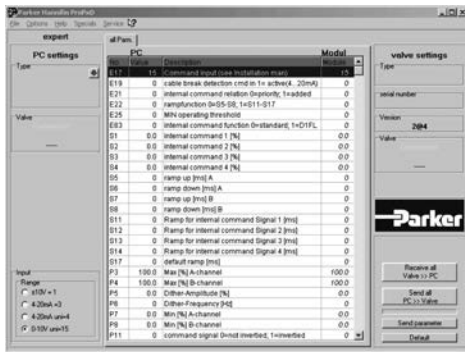 Parker Hannifin ProPxD
File Options Help Specials Service
expert
all Parm.
PC settings
Type
Valve
----
Input
Range
±10V = 1
4-20mA =3
4-20mA uni=4
0-10V uni=15
PC Modul
No. Value Description Module
E17 15 Command input (see Installation man) 15
E19 0 cable break detection cmd in 1= active(4...20mA) 0
E21 0 internal command relation 0=priority; 1=added 0
E22 0 rampfunction 0=S5-S8; 1=S11-S17 0
E25 0 MIN operating threshold 0
E83 0 internal command function 0=standard; 1=D1FL 0
S1 0.0 internal command 1 [%] 0.0
S2 0.0 internal command 2 [%] 0.0
S3 0.0 internal command 3 [%] 0.0
S4 0.0 internal command 4 [%] 0.0
S5 0 ramp up [ms] A 0
S6 0 ramp down [ms] A 0
S7 0 ramp up [ms] B 0
S8 0 ramp down [ms] B 0
S11 0 Ramp for internal command Signal 1 [ms] 0
S12 0 Ramp for internal command Signal 2 [ms] 0
S13 0 Ramp for internal command Signal 3 [ms] 0
S14 0 Ramp for internal command Signal 4 [ms] 0
S17 0 default ramp [ms] 0
P3 100.0 Max [%] A-channel 100.0
P4 100.0 Max [%] B-channel 100.0
P5 0.0 Dither-Amplitude [%] 0.0
P6 0 Dither-Frequency [Hz] 0
P7 0.0 Min [%] A-channel 0.0
P8 0.0 Min [%] B-channel 0.0
P11 0 command signal 0=not invertied, 1=invertied 0
valve settings
Type
serial number
Version
2@4
Valve
----
Parker
Receive all
Valve >> PC
Send all
PC >> Valve
Send parameter
Default